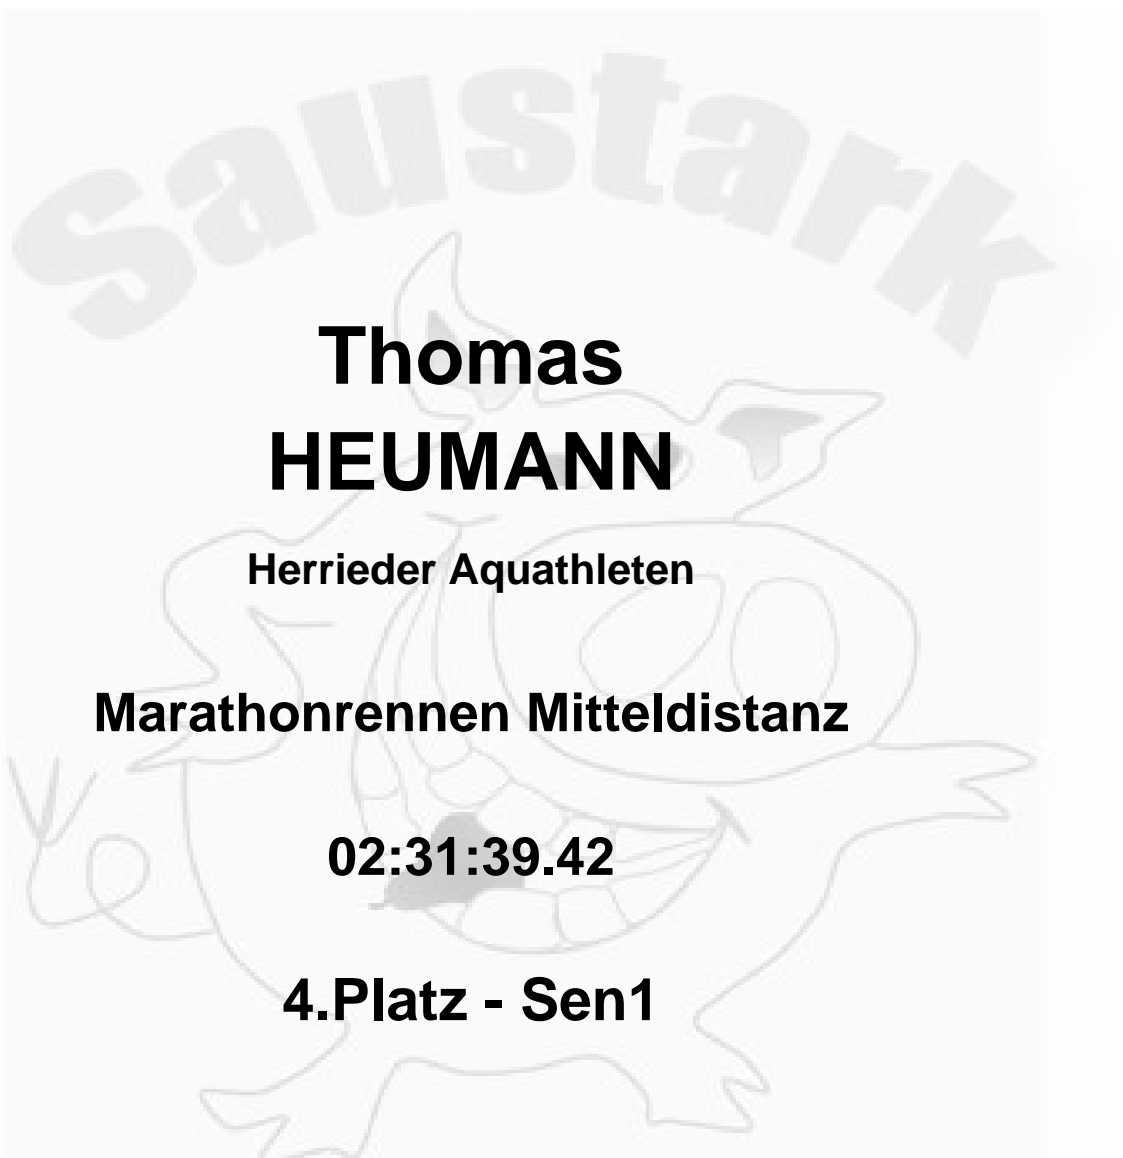 Saustark
Thomas
HEUMANN
Herrieder Aquathleten
Marathonrennen Mitteldistanz
02:31:39.42
4.Platz - Sen1